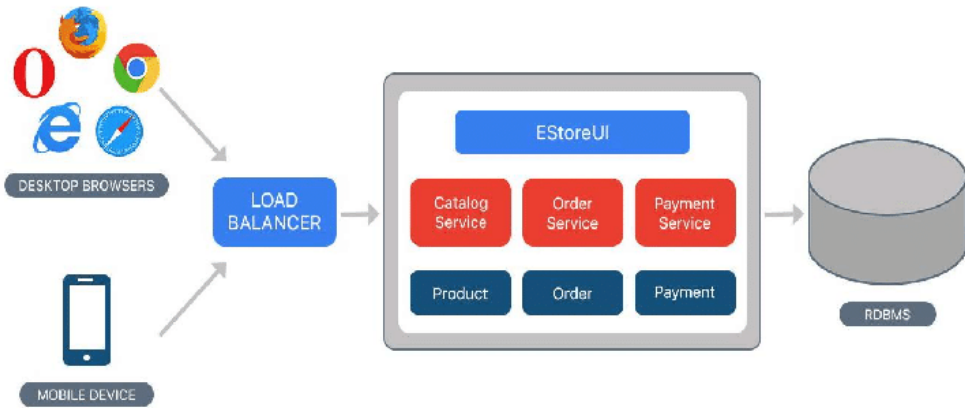 DESKTOP BROWSERS
MOBILE DEVICE
LOAD
BALANCER
EStoreUI
Catalog
Service
Order
Service
Payment
Service
Product
Order
Payment
RDBMS